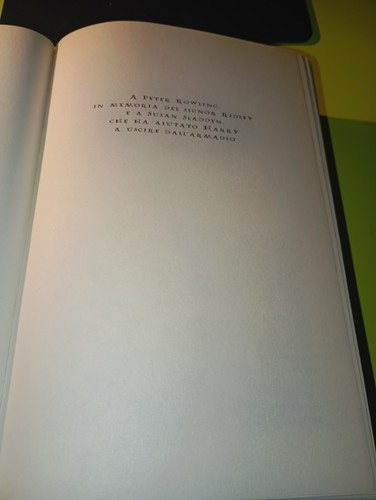 A PETER ROWLING,
IN MEMORIA DEL SIGNOR RIDLEY
E A SUSAN SLADDEN,
CHE HA AIUTATO HARRY
A USCIRE DALL'ARMADIO